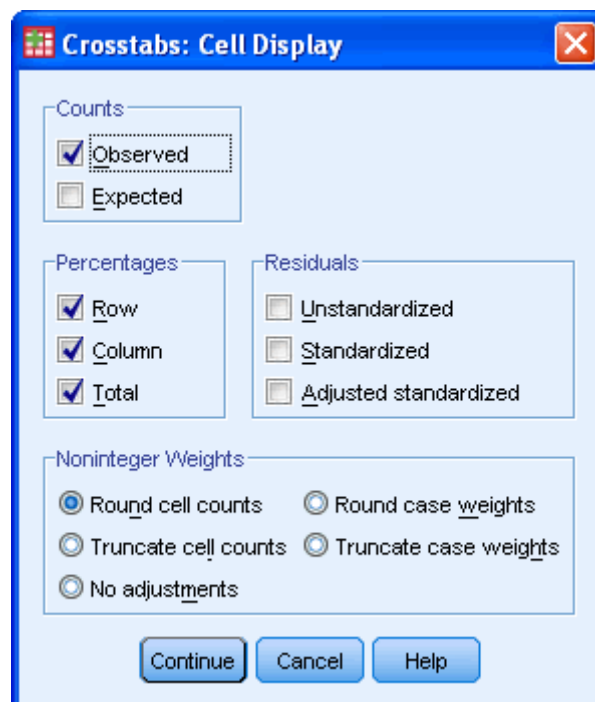 Crosstabs: Cell Display
Counts
Observed
Expected
Percentages
Row
Column
Total
Residuals
Unstandardized
Standardized
Adjusted standardized
Noninteger Weights
Round cell counts
Round case weights
Truncate cell counts
Truncate case weights
No adjustments
Continue
Cancel
Help